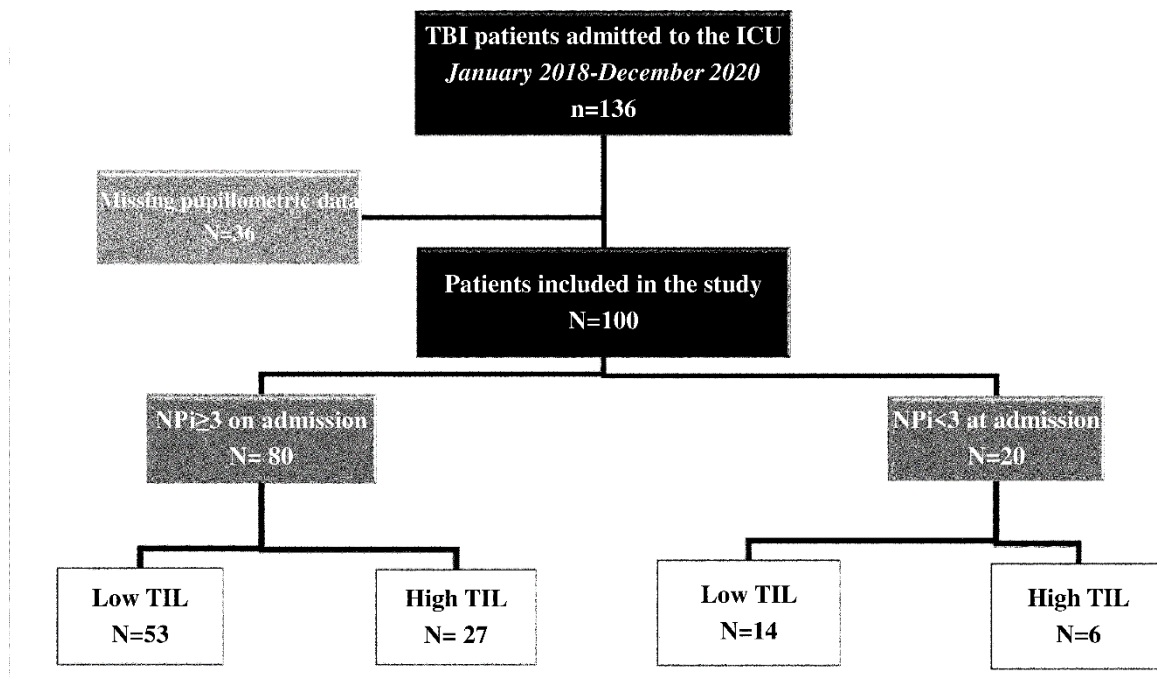 TBI patients admitted to the ICU
January 2018-December 2020
n=136
Missing pupillometric data
N=36
Patients included in the study
N=100
NPi≥3 on admission
N= 80
NPi<3 at admission
N=20
Low TIL
N=53
High TIL
N= 27
Low TIL
N=14
High TIL
N=6